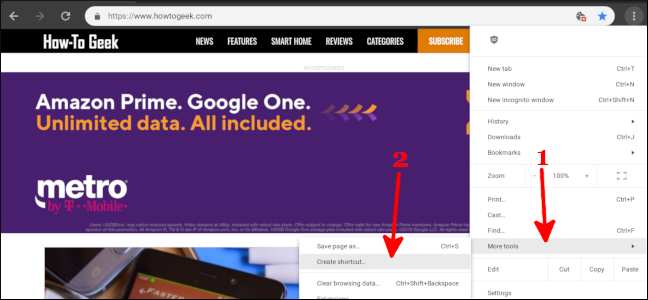 https://www.howtogeek.com
How-To Geek
NEWS FEATURES SMART HOME REVIEWS CATEGORIES SUBSCRIBE
ADVERTISEMENT
Amazon Prime. Google One.
Unlimited data. All included.
metro
by T··Mobile·
New tab Ctrl+T
New window Ctrl+N
New incognito window Ctrl+Shift+N
History
Downloads Ctrl+J
Bookmarks
Zoom - 100% +
Print... Ctrl+P
Cast...
Find... Ctrl+F
More tools
Edit Cut Copy Paste
Settings
1
2
Save page as... Ctrl+S
Create shortcut...
Clear browsing data... Ctrl+Shift+Backspace
Extensions